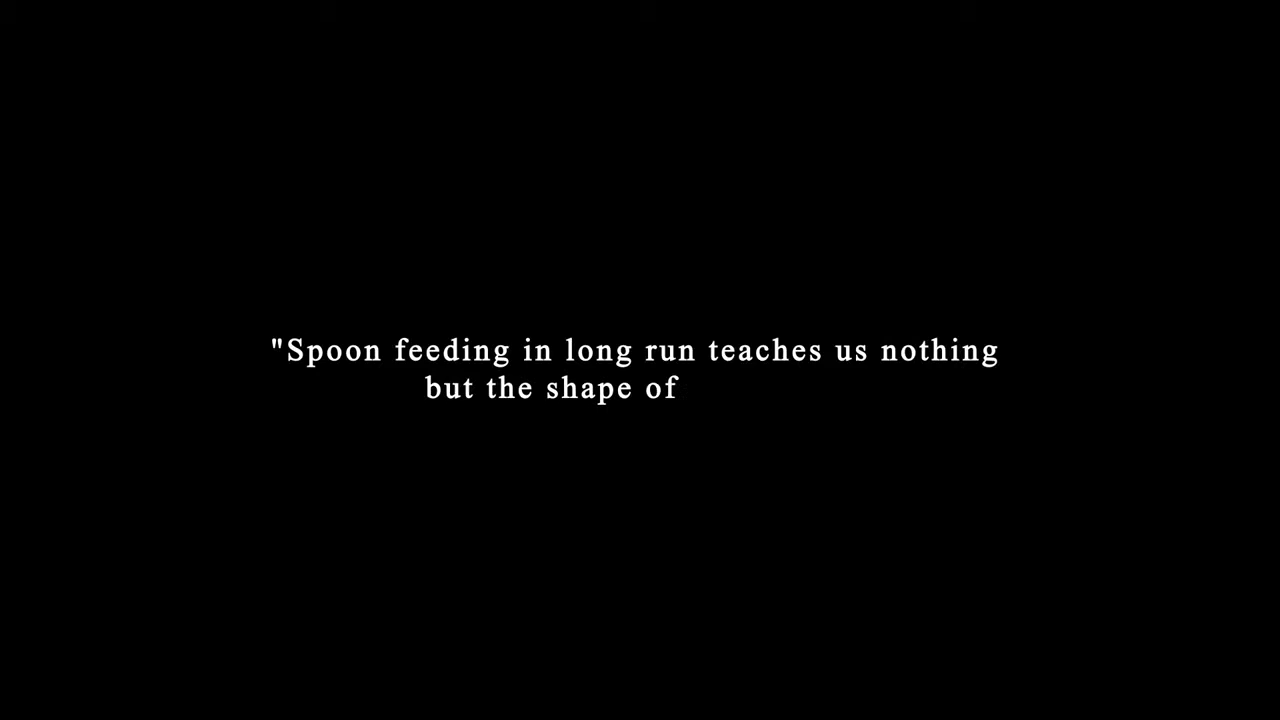 "Spoon feeding in long run teaches us nothing
but the shape of